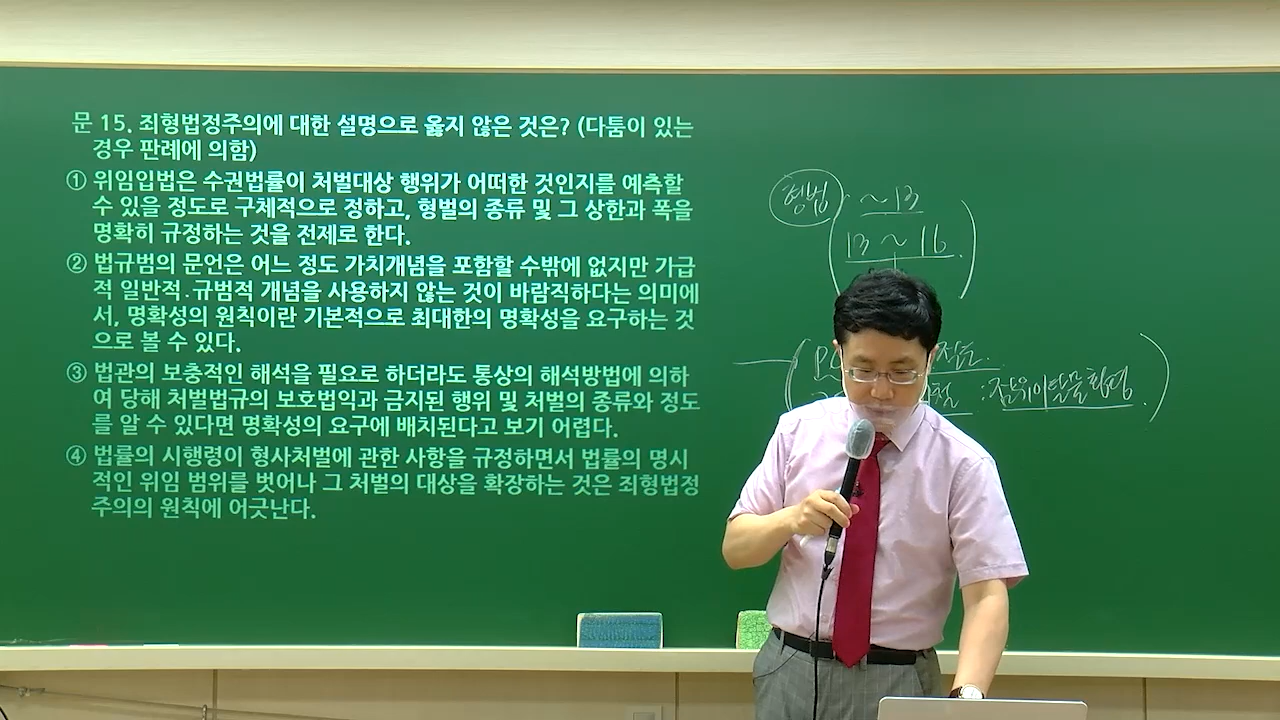 문 15. 죄형법정주의에 대한 설명으로 옳지 않은 것은? (다툼이 있는
경우 판례에 의함)
① 위임입법은 수권법률이 처벌대상 행위가 어떠한 것인지를 예측할
수 있을 정도로 구체적으로 정하고, 형벌의 종류 및 그 상한과 폭을
명확히 규정하는 것을 전제로 한다.
② 법규범의 문언은 어느 정도 가치개념을 포함할 수밖에 없지만 가급
적 일반적·규범적 개념을 사용하지 않는 것이 바람직하다는 의미에
서, 명확성의 원칙이란 기본적으로 최대한의 명확성을 요구하는 것
으로 볼 수 있다.
③ 법관의 보충적인 해석을 필요로 하더라도 통상의 해석방법에 의하
여 당해 처벌법규의 보호법익과 금지된 행위 및 처벌의 종류와 정도
를 알 수 있다면 명확성의 요구에 배치된다고 보기 어렵다.
④ 법률의 시행령이 형사처벌에 관한 사항을 규정하면서 법률의 명시
적인 위임 범위를 벗어나 그 처벌의 대상을 확장하는 것은 죄형법정
주의의 원칙에 어긋난다.
형법 : ~13
13 ~ 16.
: 점유이탈물횡령